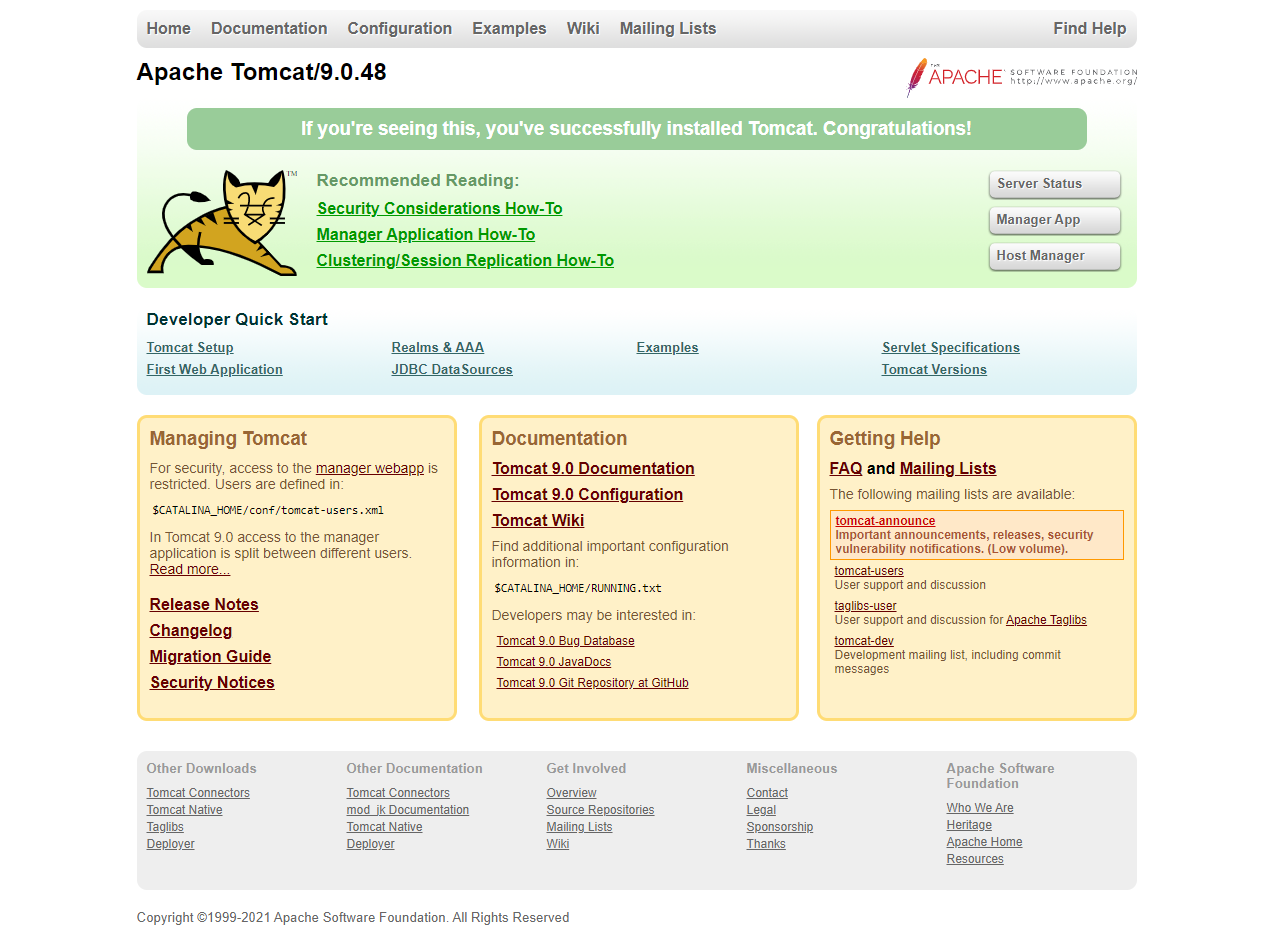 Home Documentation Configuration Examples Wiki Mailing Lists Find Help
Apache Tomcat/9.0.48
THE APACHE SOFTWARE FOUNDATION
http://www.apache.org/
If you're seeing this, you've successfully installed Tomcat. Congratulations!
TM
Recommended Reading:
Security Considerations How-To
Manager Application How-To
Clustering/Session Replication How-To
Server Status
Manager App
Host Manager
Developer Quick Start
Tomcat Setup
First Web Application
Realms & AAA
JDBC DataSources
Examples
Servlet Specifications
Tomcat Versions
Managing Tomcat
For security, access to the manager webapp is
restricted. Users are defined in:
$CATALINA_HOME/conf/tomcat-users.xml
In Tomcat 9.0 access to the manager
application is split between different users.
Read more...
Release Notes
Changelog
Migration Guide
Security Notices
Documentation
Tomcat 9.0 Documentation
Tomcat 9.0 Configuration
Tomcat Wiki
Find additional important configuration
information in:
$CATALINA_HOME/RUNNING.txt
Developers may be interested in:
Tomcat 9.0 Bug Database
Tomcat 9.0 JavaDocs
Tomcat 9.0 Git Repository at GitHub
Getting Help
FAQ and Mailing Lists
The following mailing lists are available:
tomcat-announce
Important announcements, releases, security
vulnerability notifications. (Low volume).
tomcat-users
User support and discussion
taglibs-user
User support and discussion for Apache Taglibs
tomcat-dev
Development mailing list, including commit
messages
Other Downloads
Tomcat Connectors
Tomcat Native
Taglibs
Deployer
Other Documentation
Tomcat Connectors
mod_jk Documentation
Tomcat Native
Deployer
Get Involved
Overview
Source Repositories
Mailing Lists
Wiki
Miscellaneous
Contact
Legal
Sponsorship
Thanks
Apache Software
Foundation
Who We Are
Heritage
Apache Home
Resources
Copyright ©1999-2021 Apache Software Foundation. All Rights Reserved